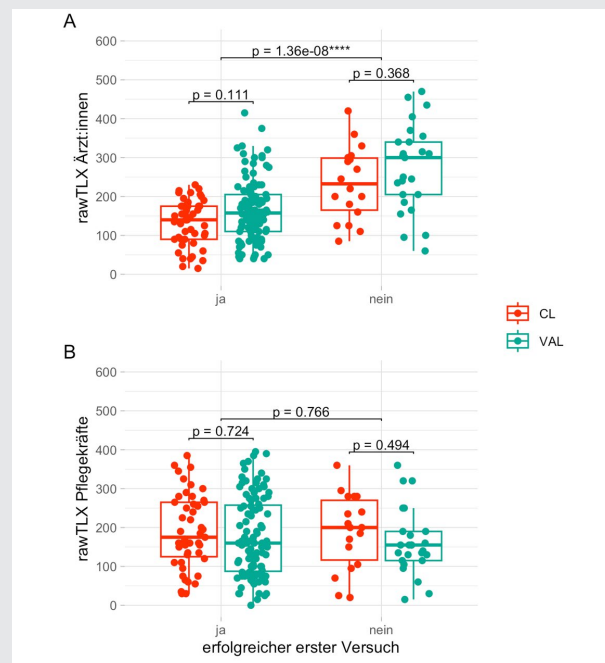 A
rawTLX Ärzt:innen
600
500
400
300
200
100
0
p = 1.36e-08****
p = 0.111
p = 0.368
ja
nein
CL
VAL
B
rawTLX Pflegekräfte
600
500
400
300
200
100
0
p = 0.766
p = 0.724
p = 0.494
ja
nein
erfolgreicher erster Versuch